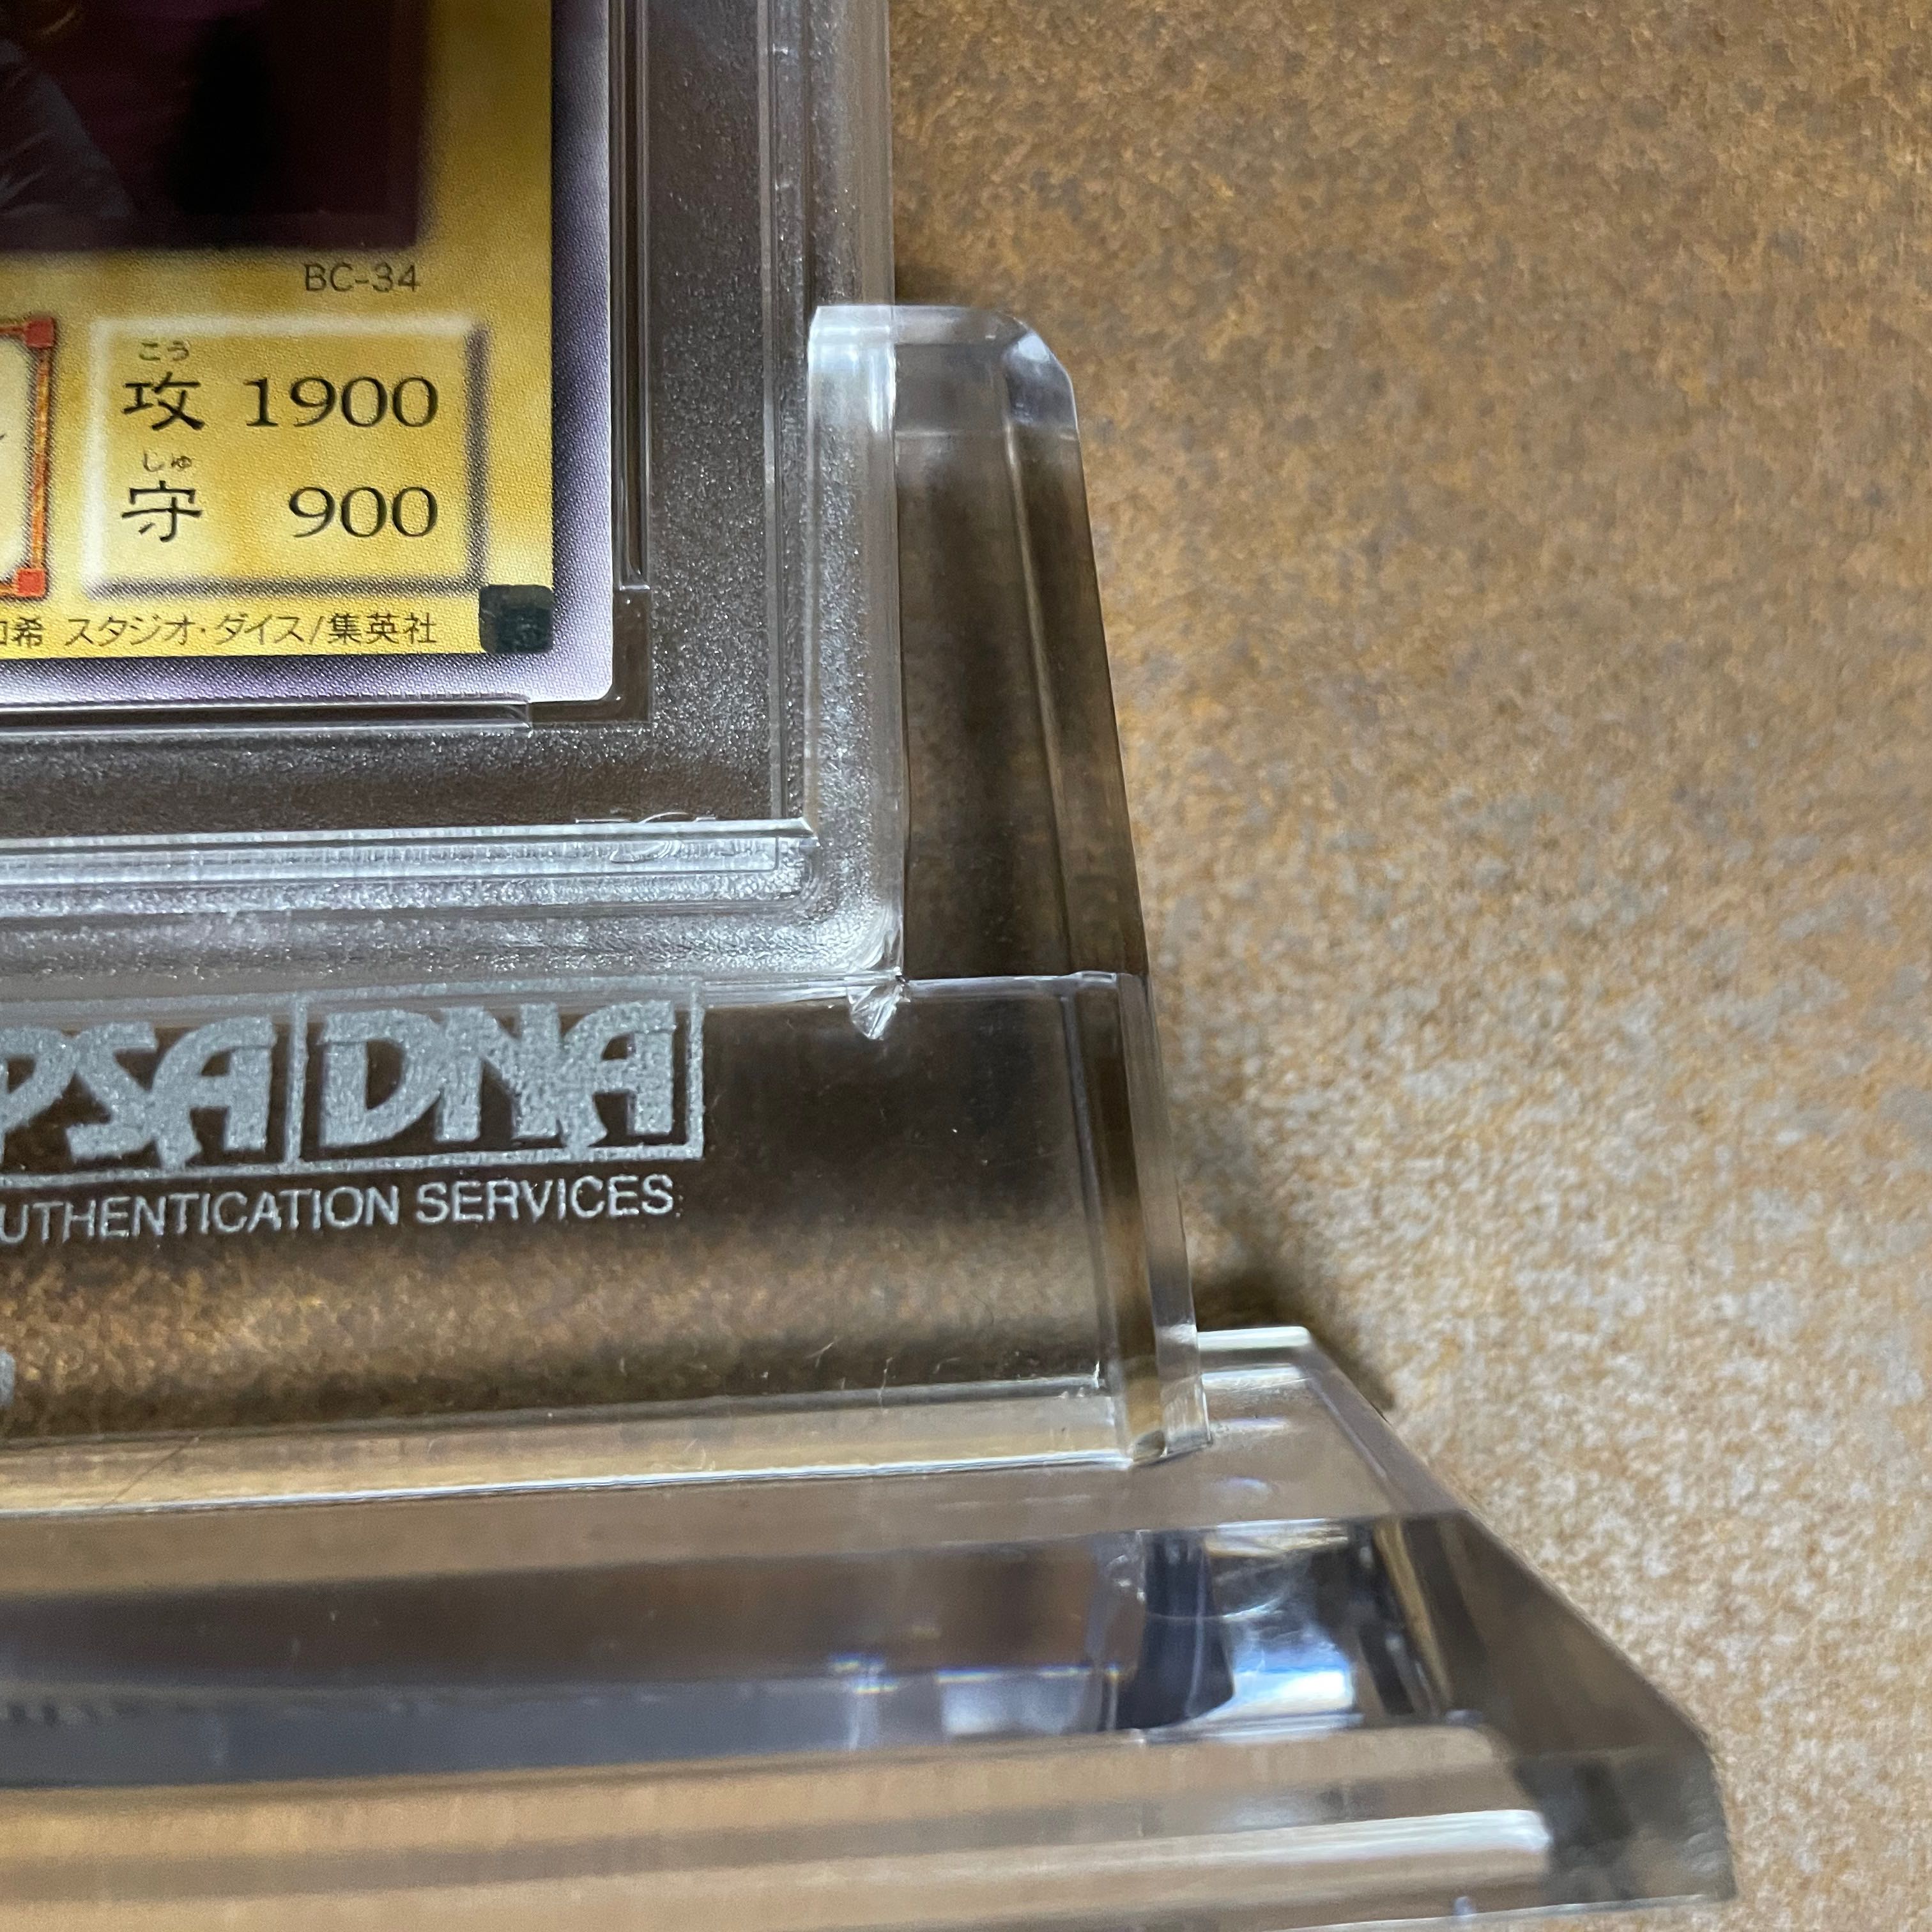 BC-34
こう
攻 1900
しゅ
守 900
希 スタジオ・ダイス/集英社
PSA DNA
UTHENTICATION SERVICES